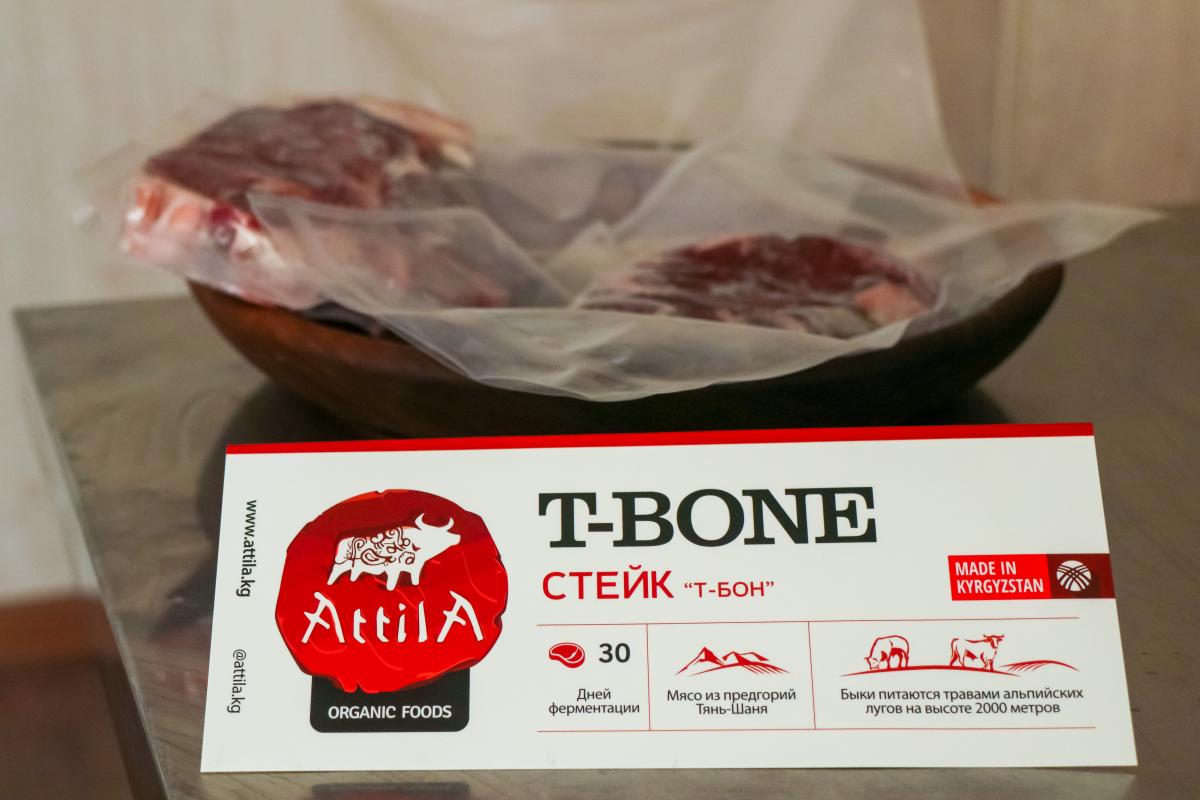 www.attila.kg
@attila.kg
AttilA
ORGANIC FOODS
T-BONE
СТЕЙК “Т-БОН”
MADE IN
KYRGYZSTAN
30
Дней
ферментации
Мясо из предгорий
Тянь-Шаня
Быки питаются травами альпийских
лугов на высоте 2000 метров